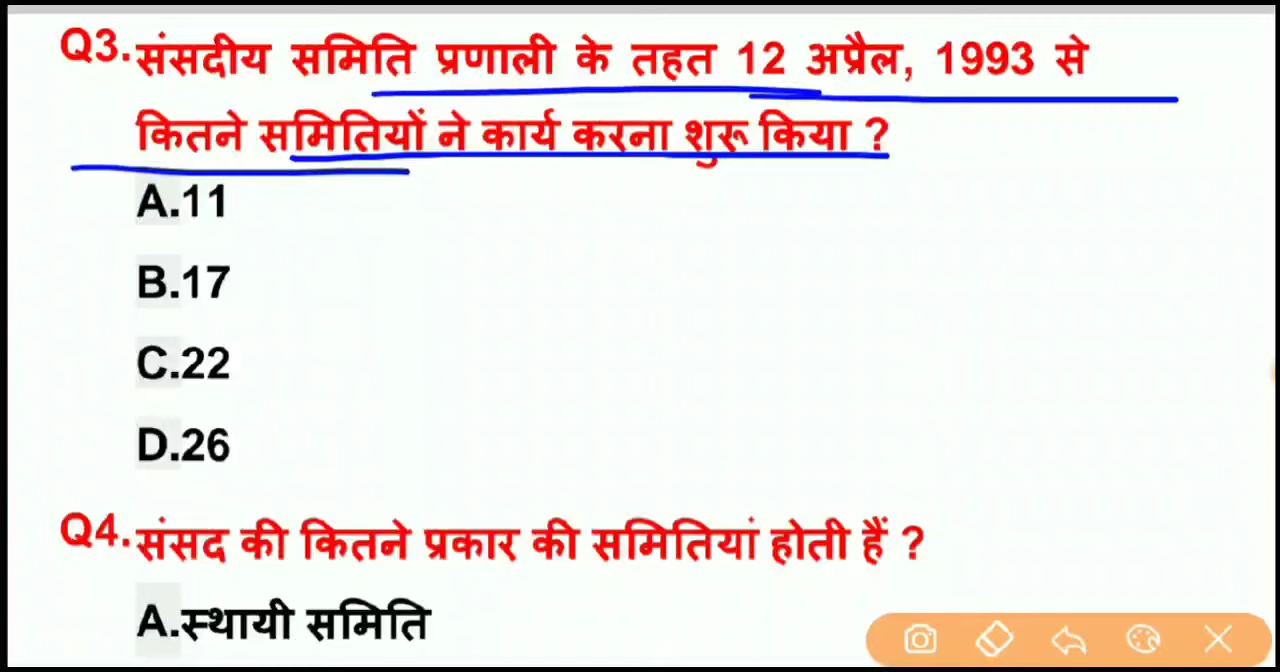 Q3. संसदीय समिति प्रणाली के तहत 12 अप्रैल, 1993 से
कितने समितियों ने कार्य करना शुरू किया ?
A.11
B.17
C.22
D.26
Q4. संसद की कितने प्रकार की समितियां होती हैं ?
A.स्थायी समिति